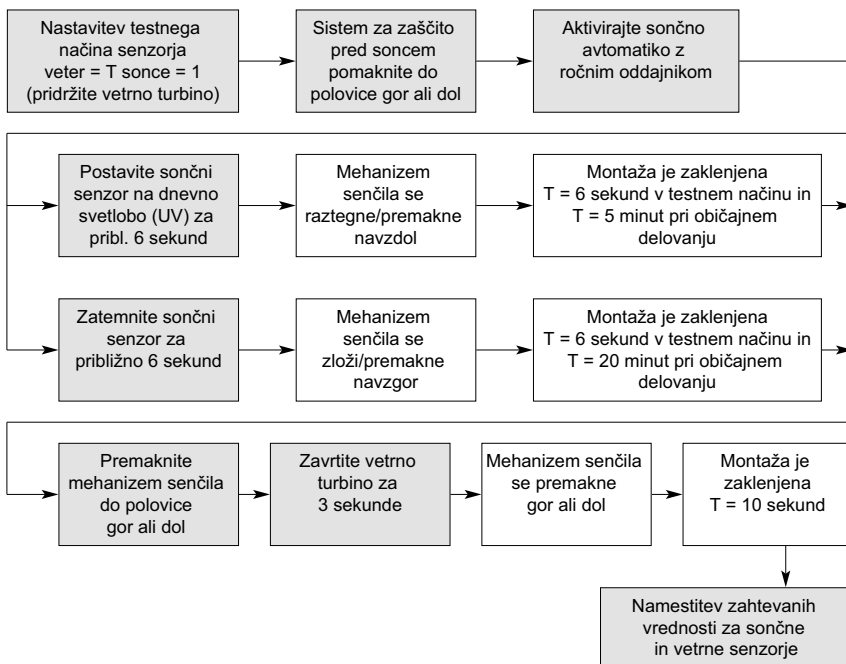 Nastavitev testnega
načina senzorja
veter = T sonce = 1
(pridržite vetrno turbino)
Sistem za zaščito
pred soncem
pomaknite do
polovice gor ali dol
Aktivirajte sončno
avtomatiko z
ročnim oddajnikom
Postavite sončni
senzor na dnevno
svetlobo (UV) za
pribl. 6 sekund
Mehanizem
senčila se
raztegne/premakne
navzdol
Montaža je zaklenjena
T = 6 sekund v testnem načinu in
T = 5 minut pri običajnem
delovanju
Zatemnite sončni
senzor za
približno 6 sekund
Mehanizem
senčila se
zloži/premakne
navzgor
Montaža je zaklenjena
T = 6 sekund v testnem načinu in
T = 20 minut pri običajnem
delovanju
Premaknite
mehanizem senčila
do polovice
gor ali dol
Zavrtite vetrno
turbino za
3 sekunde
Mehanizem senčila
se premakne
gor ali dol
Montaža je
zaklenjena
T = 10 sekund
Namestitev zahtevanih
vrednosti za sončne
in vetrne senzorje